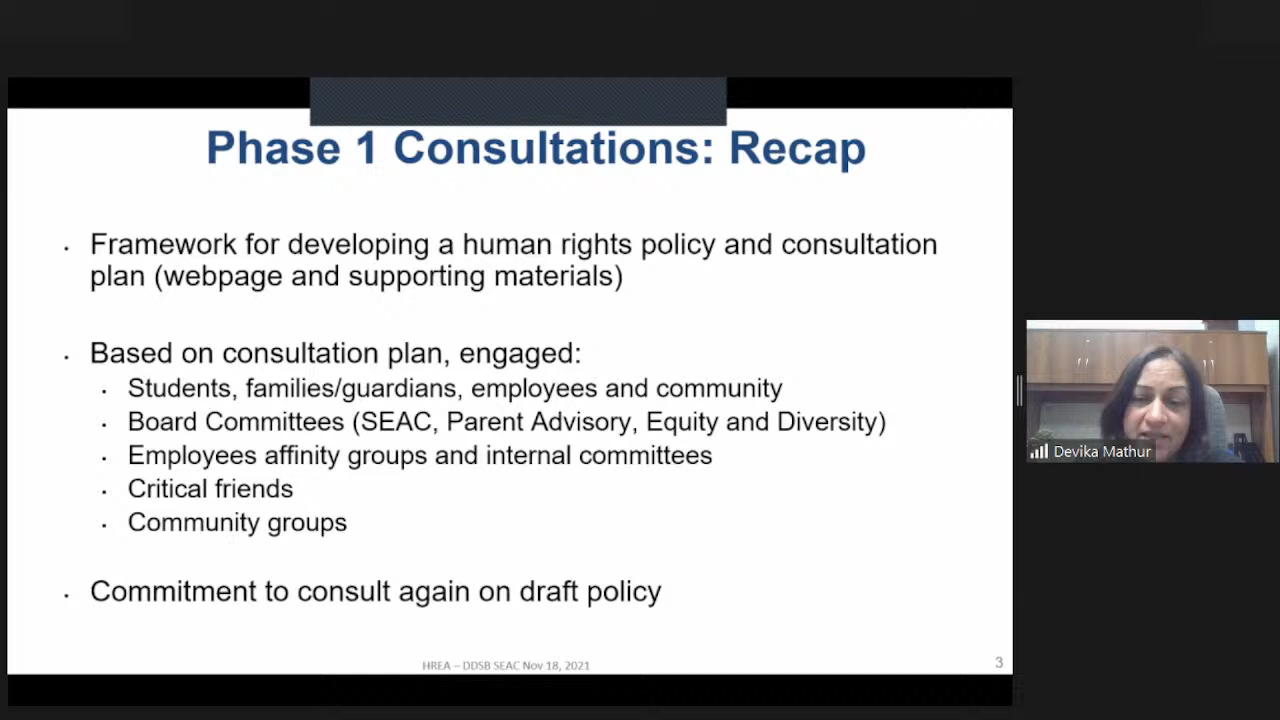 Phase 1 Consultations: Recap
· Framework for developing a human rights policy and consultation
plan (webpage and supporting materials)
· Based on consultation plan, engaged:
· Students, families/guardians, employees and community
· Board Committees (SEAC, Parent Advisory, Equity and Diversity)
· Employees affinity groups and internal committees
· Critical friends
· Community groups
· Commitment to consult again on draft policy
HREA – DDSB SEAC Nov 18, 2021
3
Devika Mathur